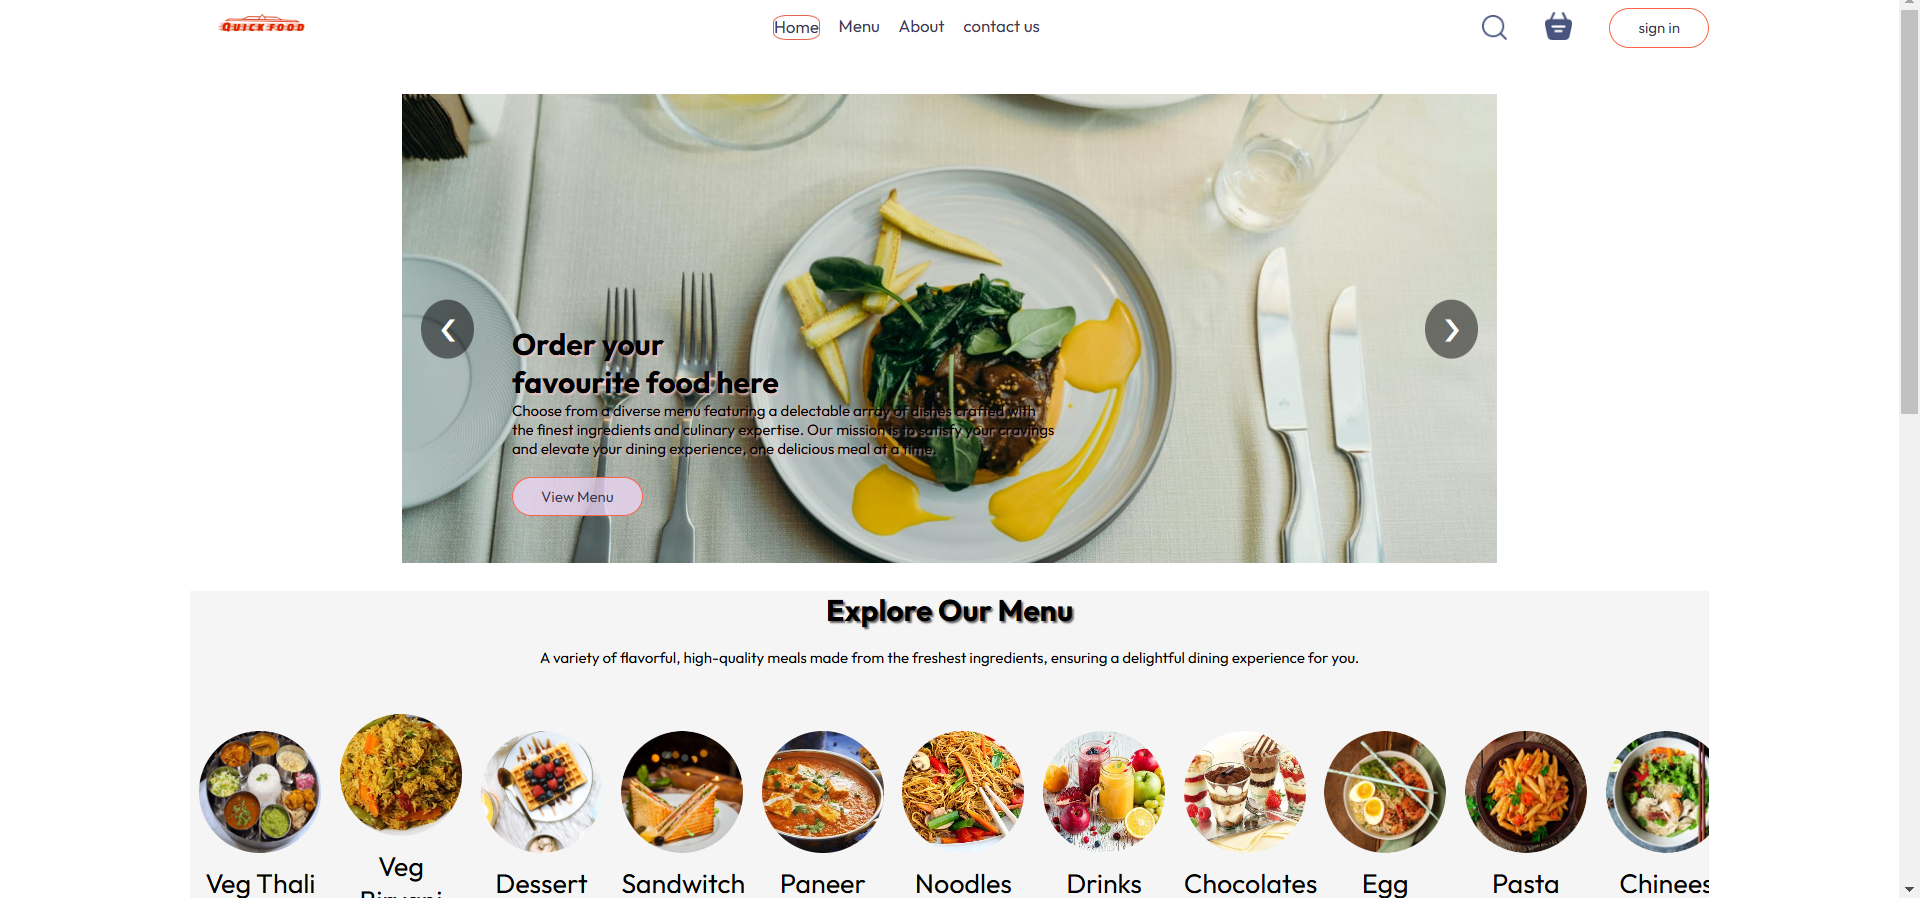 QUICK FOOD
Home Menu About contact us
sign in
Order your
favourite food here
Choose from a diverse menu featuring a delectable array of dishes crafted with
the finest ingredients and culinary expertise. Our mission is to satisfy your cravings
and elevate your dining experience, one delicious meal at a time.
View Menu
Explore Our Menu
A variety of flavorful, high-quality meals made from the freshest ingredients, ensuring a delightful dining experience for you.
Veg Thali
Veg
Biryani
Dessert
Sandwitch
Paneer
Noodles
Drinks
Chocolates
Egg
Pasta
Chinees